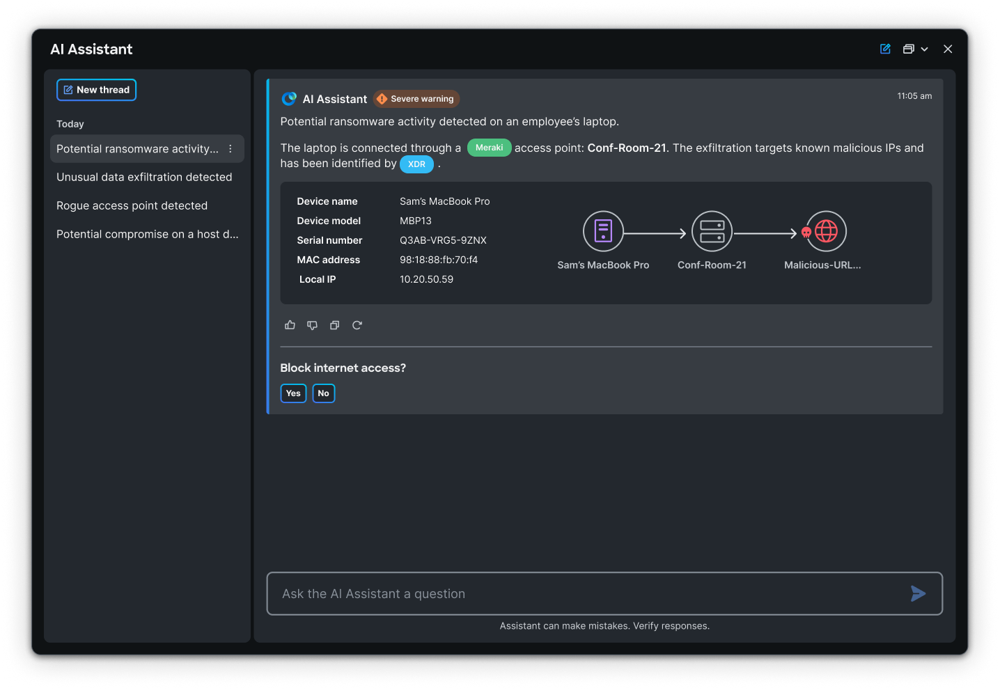 AI Assistant
New thread
Today
Potential ransomware activity...
Unusual data exfiltration detected
Rogue access point detected
Potential compromise on a host d...
AI Assistant Severe warning 11:05 am
Potential ransomware activity detected on an employee’s laptop.
The laptop is connected through a Meraki access point: Conf-Room-21. The exfiltration targets known malicious IPs and
has been identified by XDR .
Device name Sam’s MacBook Pro
Device model MBP13
Serial number Q3AB-VRG5-9ZNX
MAC address 98:18:88:fb:70:f4
Local IP 10.20.50.59
Sam’s MacBook Pro Conf-Room-21 Malicious-URL...
Block internet access?
Yes No
Ask the AI Assistant a question
Assistant can make mistakes. Verify responses.